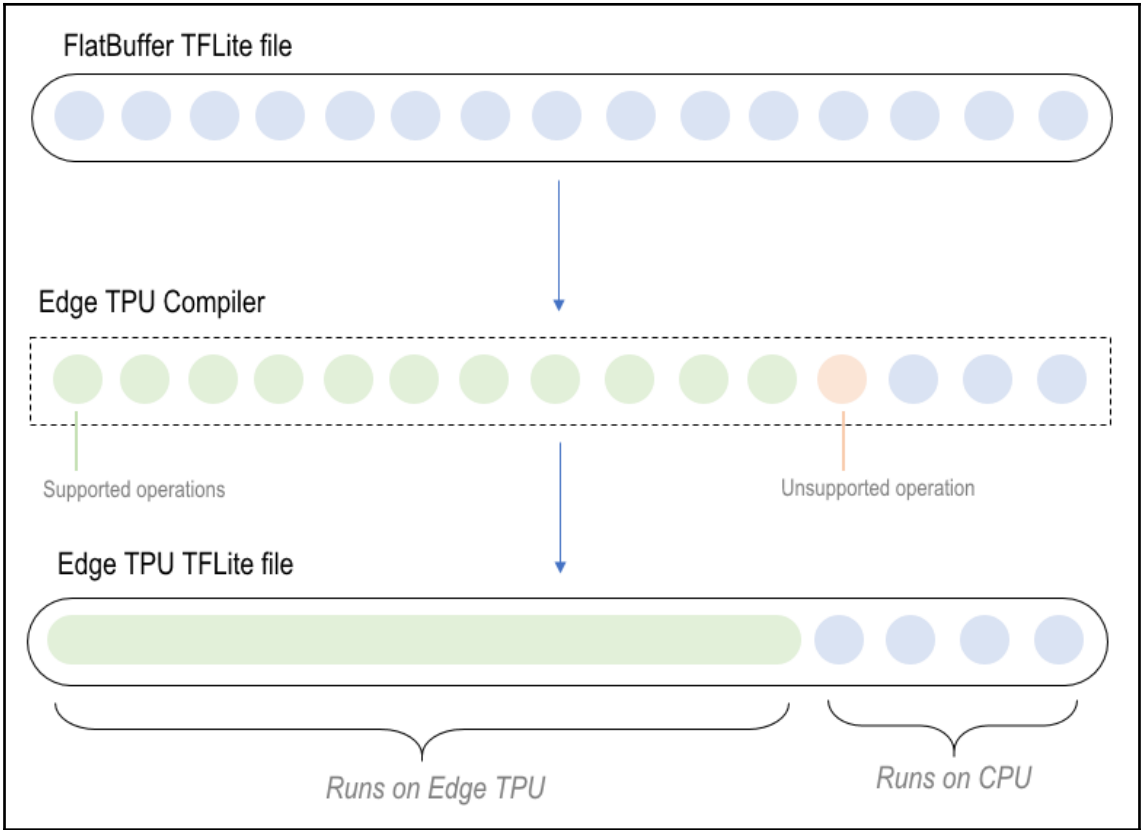 FlatBuffer TFLite file
Edge TPU Compiler
Supported operations
Unsupported operation
Edge TPU TFLite file
Runs on Edge TPU
Runs on CPU